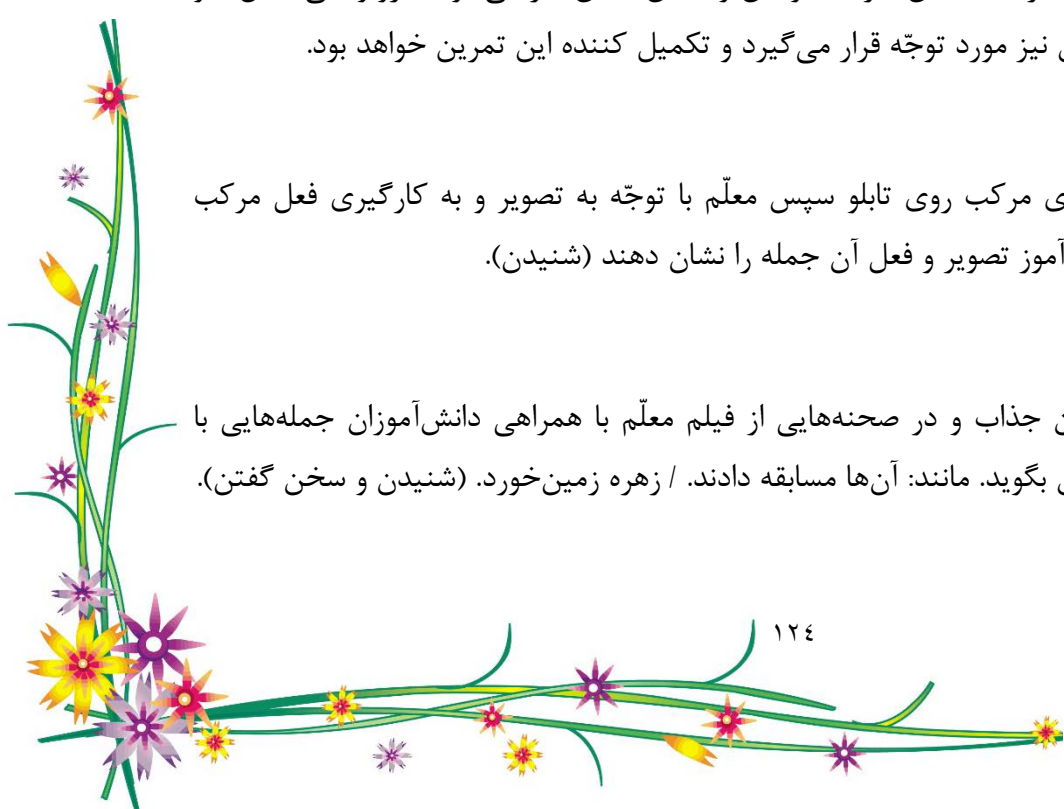 نیز مورد توجّه قرار می‌گیرد و تکمیل کننده این تمرین خواهد بود.
مرکب روی تابلو سپس معلّم با توجّه به تصویر و به کارگیری فعل مرکب
آموز تصویر و فعل آن جمله را نشان دهند (شنیدن).
جذاب و در صحنه‌هایی از فیلم معلّم با همراهی دانش‌آموزان جمله‌هایی با
بگوید. مانند: آن‌ها مسابقه دادند. / زهره زمین‌خورد. (شنیدن و سخن گفتن).
١٢٤